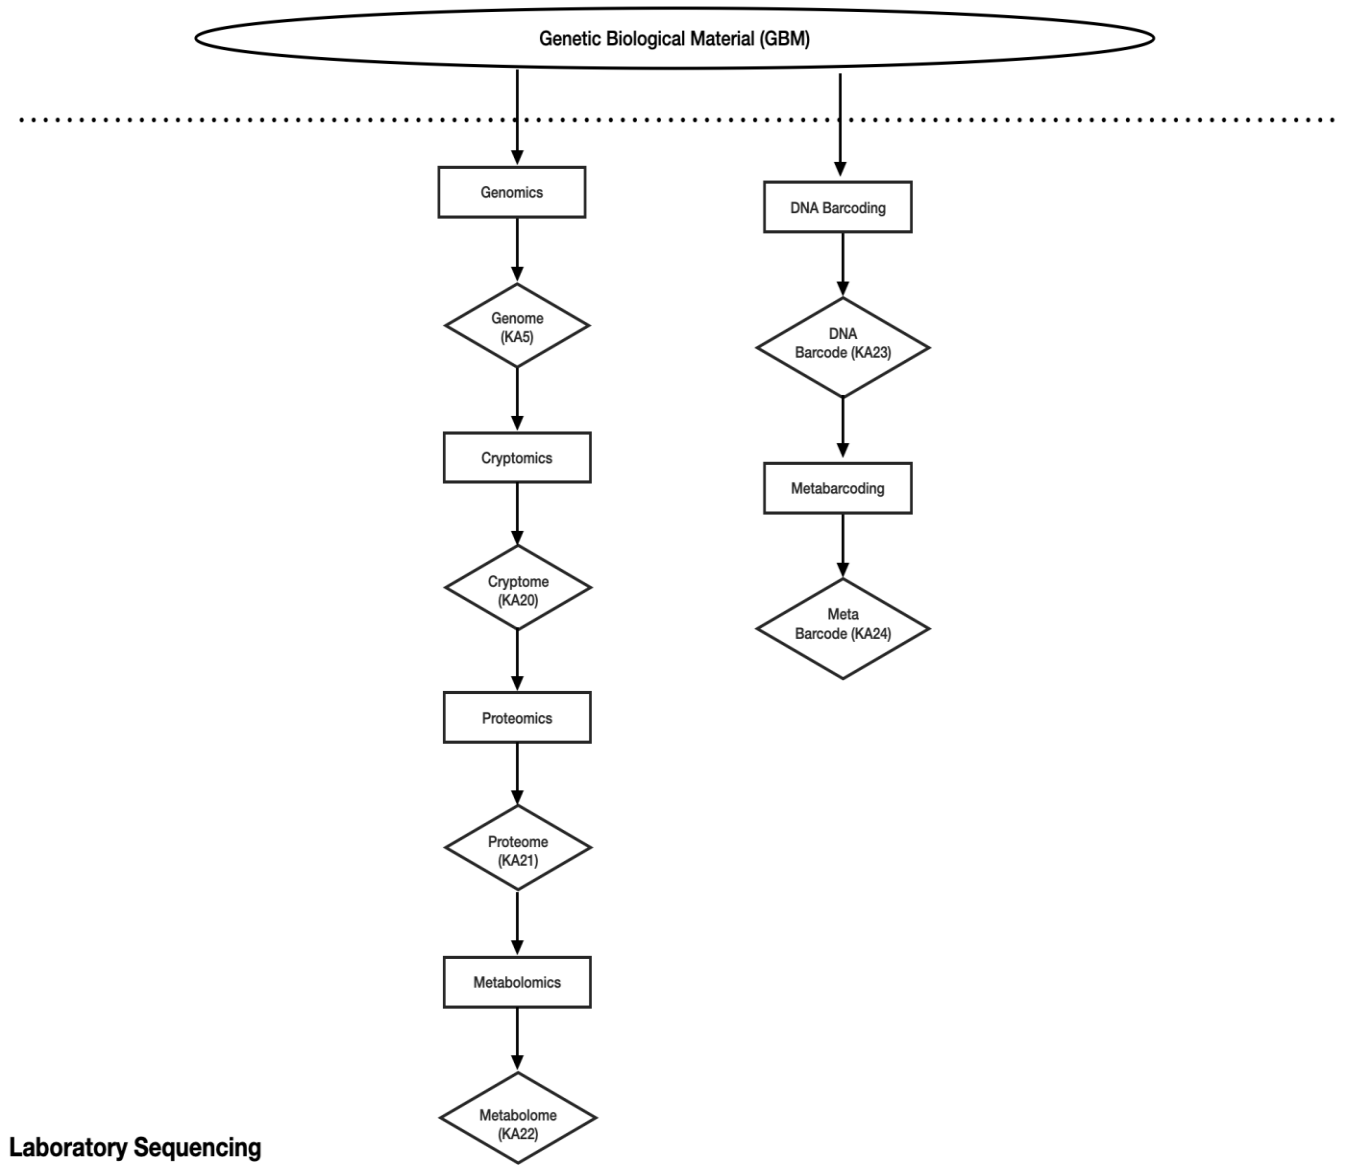 Genetic Biological Material (GBM)
Genomics
Genome
(KA5)
Cryptomics
Cryptome
(KA20)
Proteomics
Proteome
(KA21)
Metabolomics
Metabolome
(KA22)
DNA Barcoding
DNA
Barcode (KA23)
Metabarcoding
Meta
Barcode (KA24)
Laboratory Sequencing